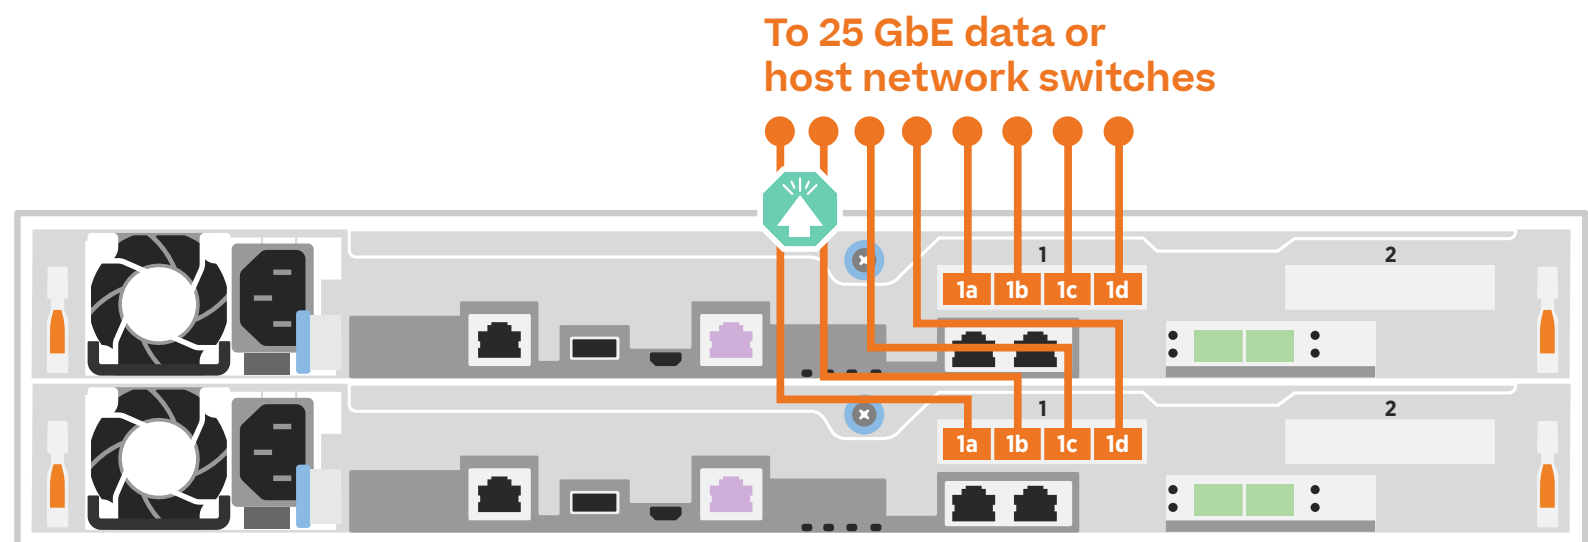 To 25 GbE data or
host network switches
1 2
1a 1b 1c 1d
1 2
1a 1b 1c 1d